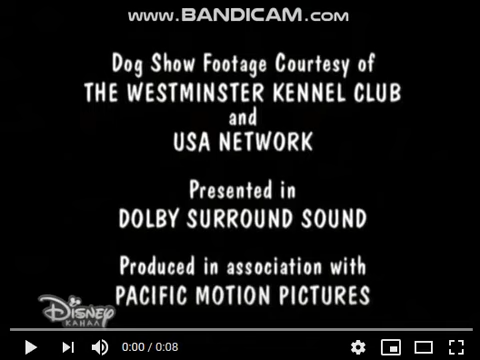 www.BANDICAM.com
Dog Show Footage Courtesy of
THE WESTMINSTER KENNEL CLUB
and
USA NETWORK
Presented in
DOLBY SURROUND SOUND
Produced in association with
PACIFIC MOTION PICTURES
Disney
КАНАЛ
0:00 / 0:08